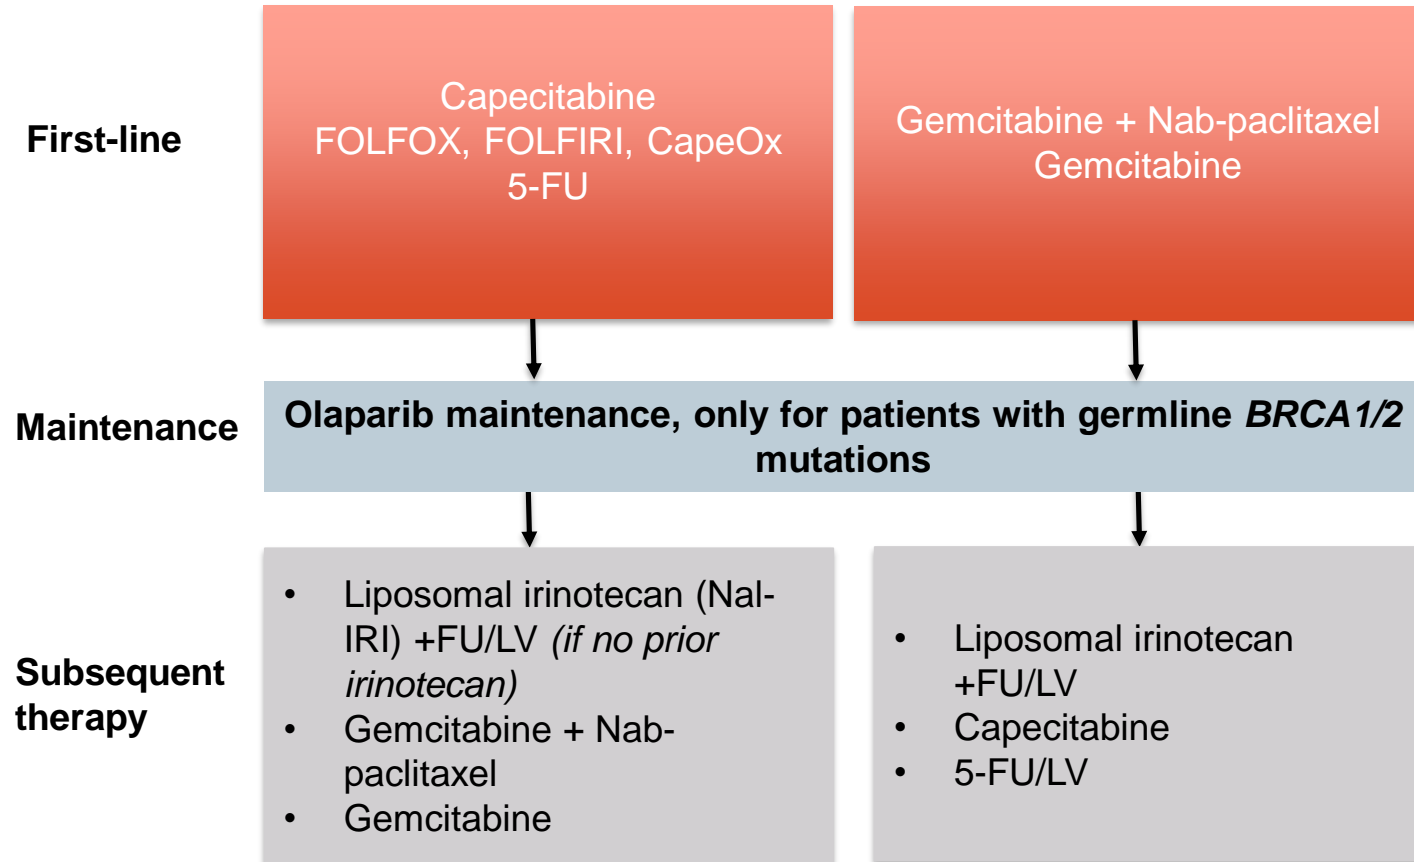 First-line
Capecitabine
FOLFOX, FOLFIRI, CapeOx
5-FU
Gemcitabine + Nab-paclitaxel
Gemcitabine
Maintenance
Olaparib maintenance, only for patients with germline BRCA1/2
mutations
Subsequent
therapy
• Liposomal irinotecan (Nal-
IRI) +FU/LV (if no prior
irinotecan)
• Gemcitabine + Nab-
paclitaxel
• Gemcitabine
• Liposomal irinotecan
+FU/LV
• Capecitabine
• 5-FU/LV